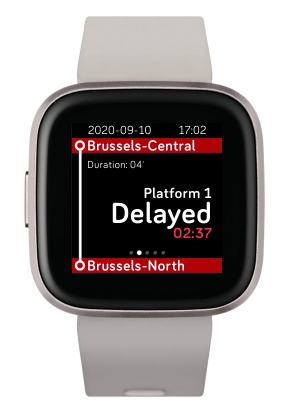 2020-09-10 17:02
Brussels-Central
Duration: 04'
Platform 1
Delayed
02:37
Brussels-North